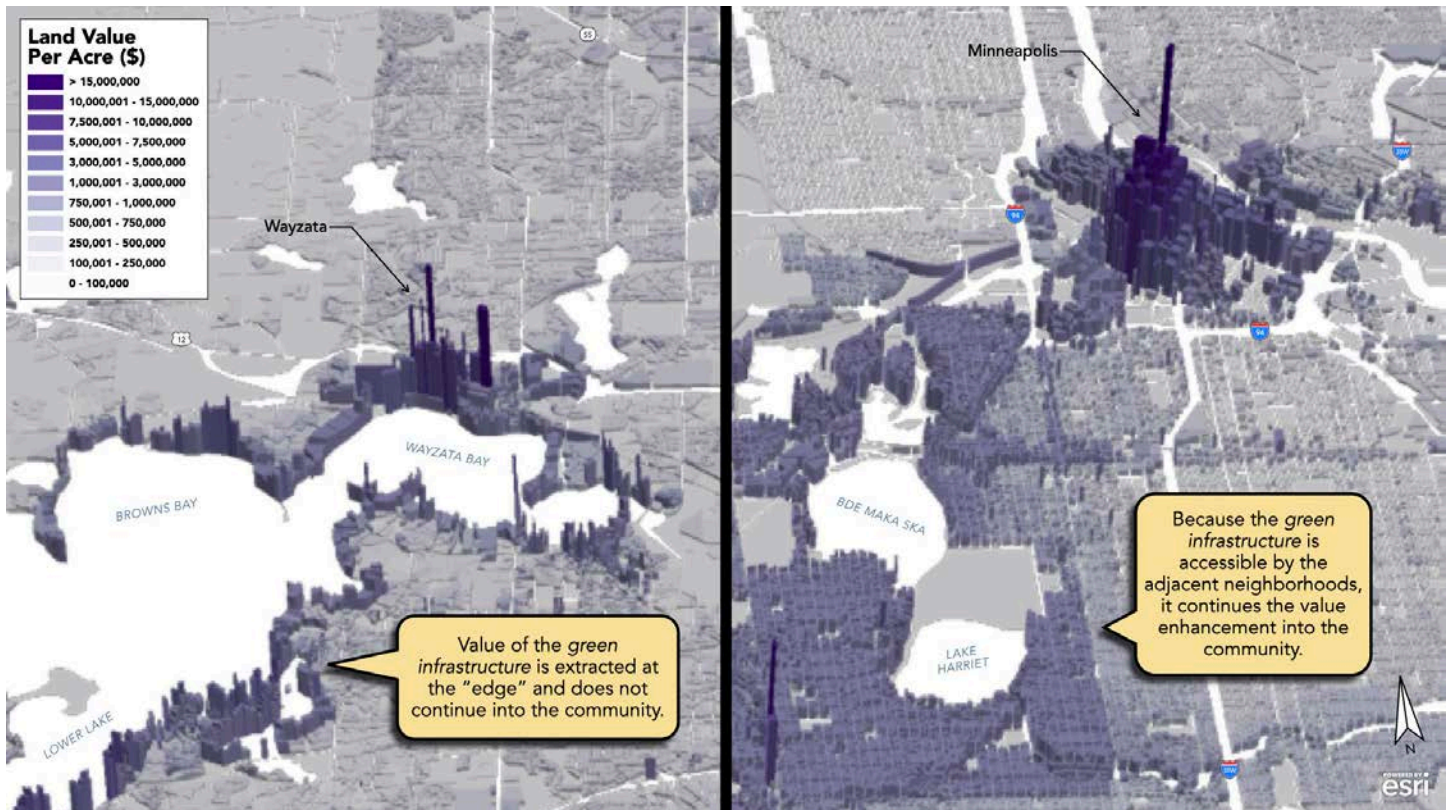 Land Value
Per Acre ($)
> 15,000,000
10,000,001 - 15,000,000
7,500,001 - 10,000,000
5,000,001 - 7,500,000
3,000,001 - 5,000,000
1,000,001 - 3,000,000
750,001 - 1,000,000
500,001 - 750,000
250,001 - 500,000
100,001 - 250,000
0 - 100,000
55
Wayzata
12
WAYZATA BAY
BROWNS BAY
LOWER LAKE
Value of the green
infrastructure is extracted at
the “edge” and does not
continue into the community.
Minneapolis
35W
94
94
BDE MAKA SKA
LAKE
HARRIET
Because the green
infrastructure is
accessible by the
adjacent neighborhoods,
it continues the value
enhancement into the
community.
35W
N
POWERED BY
esri